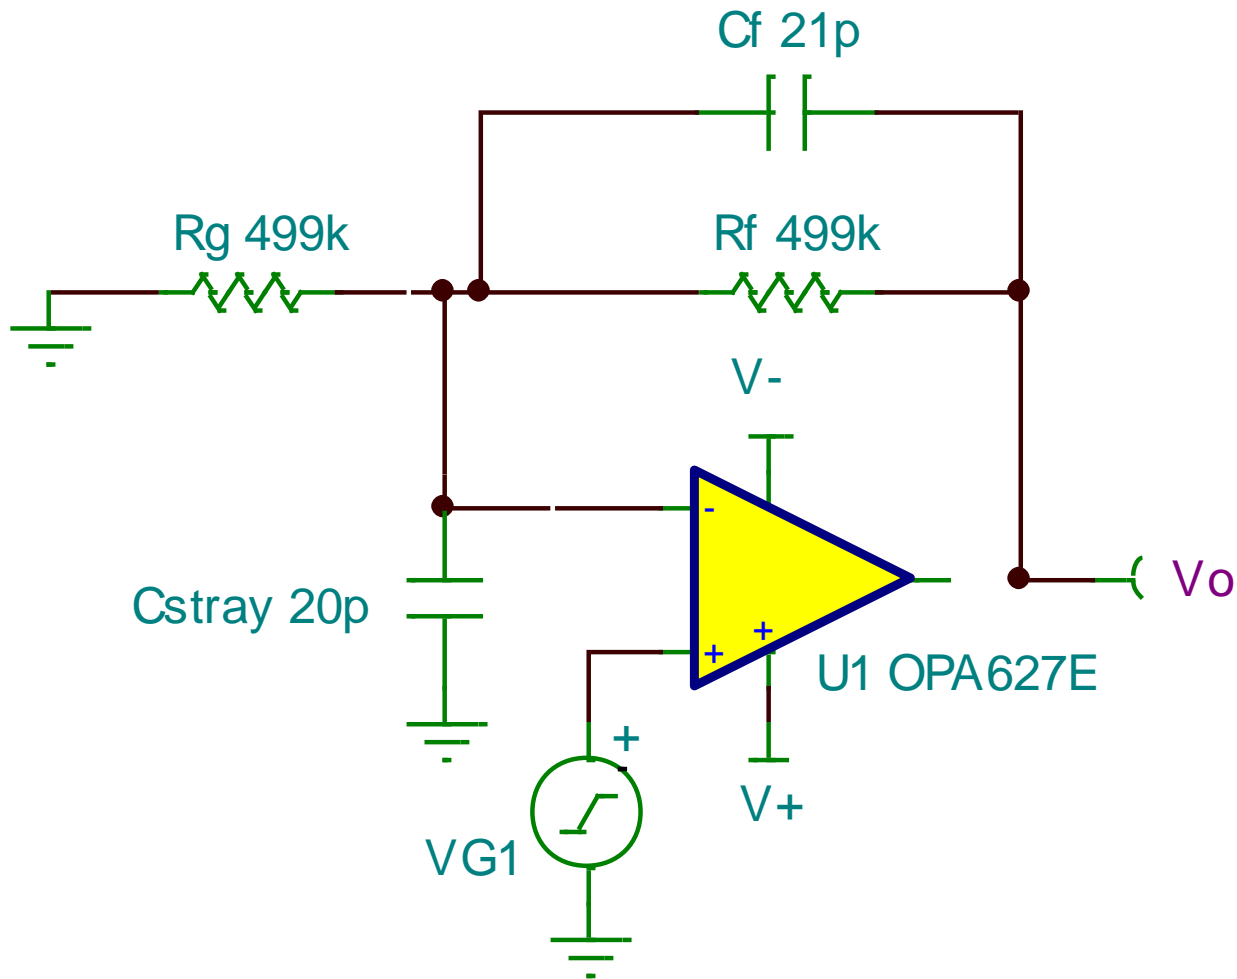 Cf 21p
Rg 499k
Rf 499k
V-
-
Cstray 20p
+
+
U1 OPA627E
Vo
+
VG1
V+